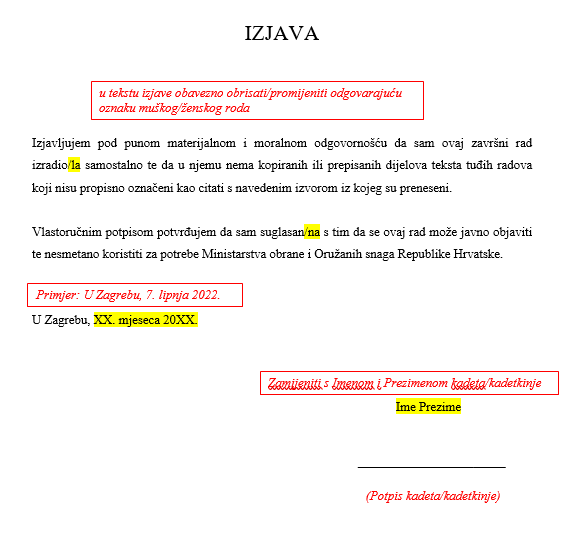 IZJAVA
u tekstu izjave obavezno obrisati/promijeniti odgovarajuću
oznaku muškog/ženskog roda
Izjavljujem pod punom materijalnom i moralnom odgovornošću da sam ovaj završni rad
izradio/la samostalno te da u njemu nema kopiranih ili prepisanih dijelova teksta tuđih radova
koji nisu propisno označeni kao citati s navedenim izvorom iz kojeg su preneseni.
Vlastoručnim potpisom potvrđujem da sam suglasan/na s tim da se ovaj rad može javno objaviti
te nesmetano koristiti za potrebe Ministarstva obrane i Oružanih snaga Republike Hrvatske.
Primjer: U Zagrebu, 7. lipnja 2022.
U Zagrebu, XX. mjeseca 20XX.
Zamijeniti s Imenom i Prezimenom kadeta/kadetkinje
Ime Prezime
(Potpis kadeta/kadetkinje)